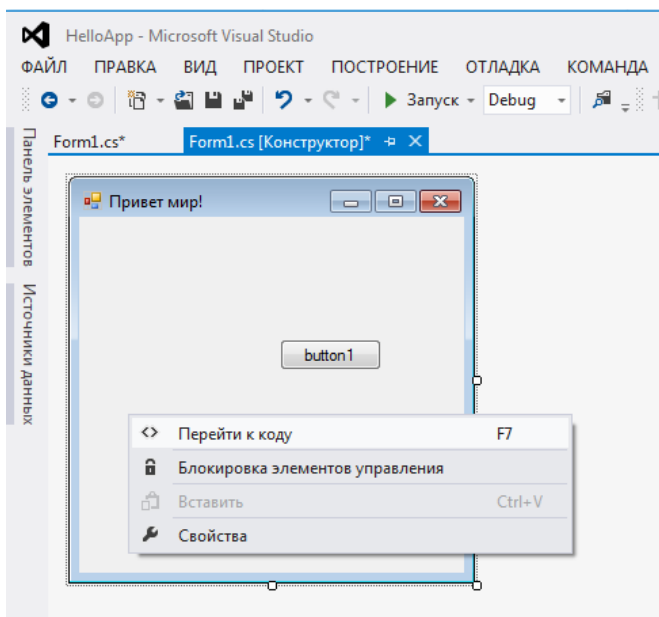 HelloApp - Microsoft Visual Studio
ФАЙЛ ПРАВКА ВИД ПРОЕКТ ПОСТРОЕНИЕ ОТЛАДКА КОМАНДА
Запуск Debug
Панель элементов
Источники данных
Form1.cs* Form1.cs [Конструктор]*
Привет мир!
button1
Перейти к коду F7
Блокировка элементов управления
Вставить Ctrl+V
Свойства